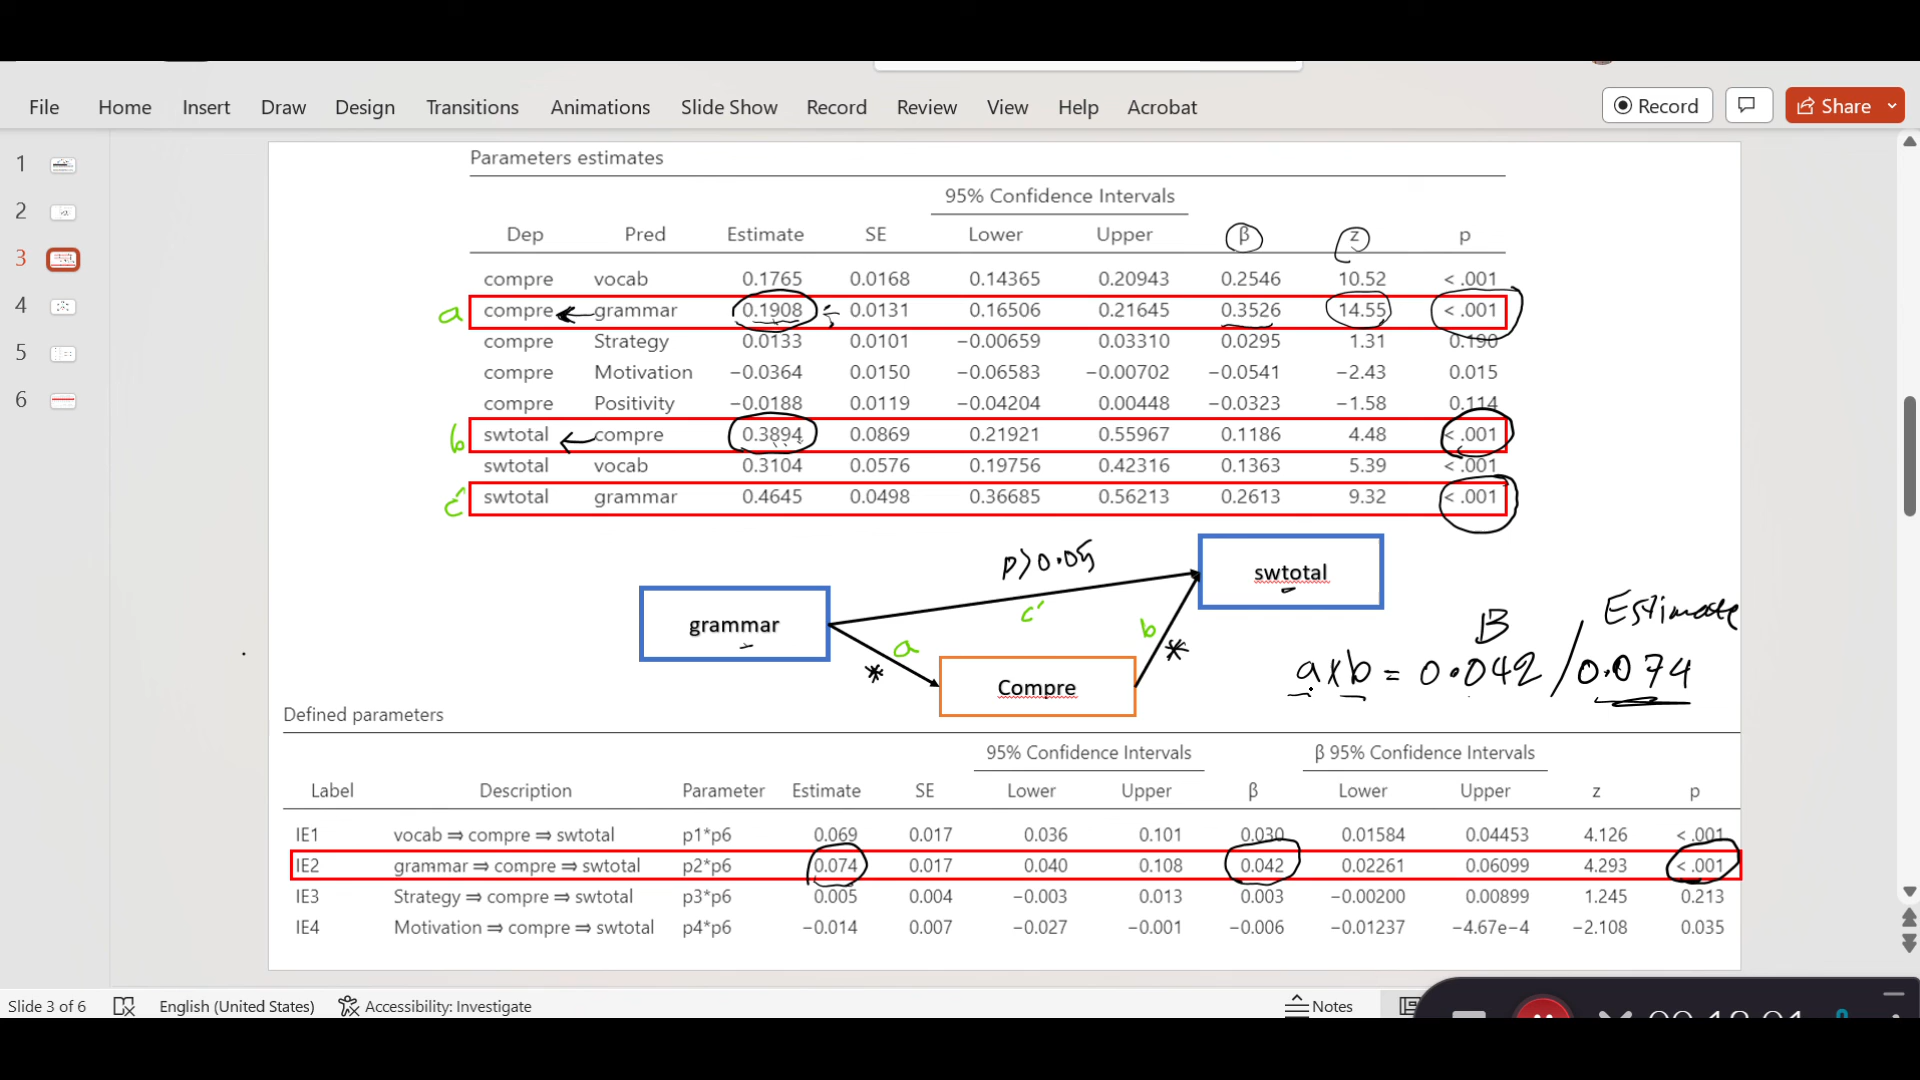 File Home Insert Draw Design Transitions Animations Slide Show Record Review View Help Acrobat Record Share
1
2
3
4
5
6
Parameters estimates
95% Confidence Intervals
Dep Pred Estimate SE Lower Upper β z p
compre vocab 0.1765 0.0168 0.14365 0.20943 0.2546 10.52 < .001
a compre grammar 0.1908 0.0131 0.16506 0.21645 0.3526 14.55 < .001
compre Strategy 0.0133 0.0101 −0.00659 0.03310 0.0295 1.31 0.190
compre Motivation −0.0364 0.0150 −0.06583 −0.00702 −0.0541 −2.43 0.015
compre Positivity −0.0188 0.0119 −0.04204 0.00448 −0.0323 −1.58 0.114
b swtotal compre 0.3894 0.0869 0.21921 0.55967 0.1186 4.48 < .001
swtotal vocab 0.3104 0.0576 0.19756 0.42316 0.1363 5.39 < .001
c' swtotal grammar 0.4645 0.0498 0.36685 0.56213 0.2613 9.32 < .001
p>0.05
swtotal
grammar
c'
a
b
*
*
Compre
B Estimate
a x b = 0.042 / 0.074
Defined parameters
95% Confidence Intervals β 95% Confidence Intervals
Label Description Parameter Estimate SE Lower Upper β Lower Upper z p
IE1 vocab ⇒ compre ⇒ swtotal p1*p6 0.069 0.017 0.036 0.101 0.030 0.01584 0.04453 4.126 < .001
IE2 grammar ⇒ compre ⇒ swtotal p2*p6 0.074 0.017 0.040 0.108 0.042 0.02261 0.06099 4.293 < .001
IE3 Strategy ⇒ compre ⇒ swtotal p3*p6 0.005 0.004 −0.003 0.013 0.003 −0.00200 0.00899 1.245 0.213
IE4 Motivation ⇒ compre ⇒ swtotal p4*p6 −0.014 0.007 −0.027 −0.001 −0.006 −0.01237 −4.67e−4 −2.108 0.035
Slide 3 of 6 English (United States) Accessibility: Investigate Notes